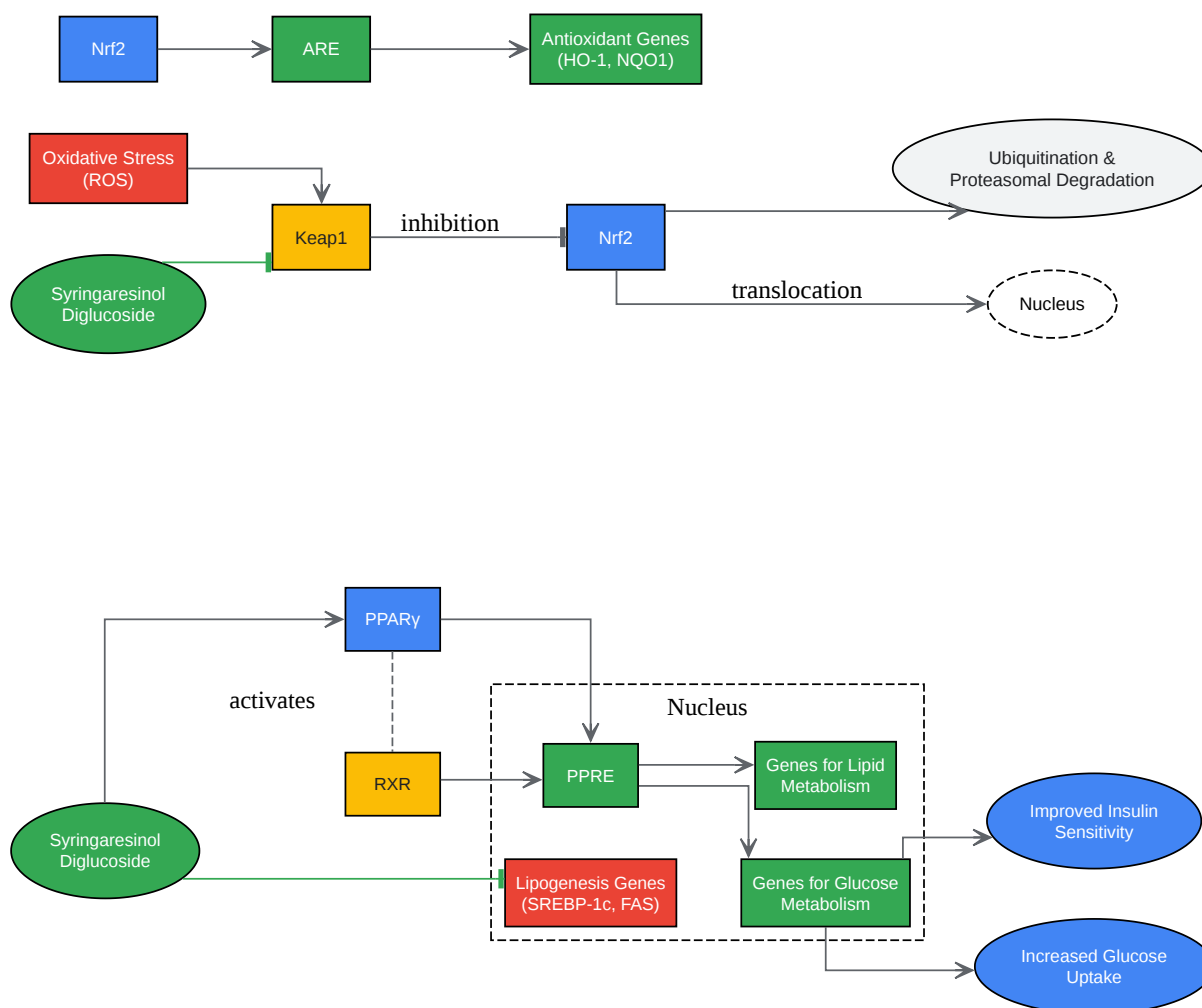 Nrf2
ARE
Antioxidant Genes
(HO-1, NQO1)
Oxidative Stress
(ROS)
Ubiquitination &
Proteasomal Degradation
Keap1
inhibition
Nrf2
Syringaresinol
Diglucoside
translocation
Nucleus
PPARγ
activates
Nucleus
RXR
PPRE
Genes for Lipid
Metabolism
Improved Insulin
Sensitivity
Syringaresinol
Diglucoside
Lipogenesis Genes
(SREBP-1c, FAS)
Genes for Glucose
Metabolism
Increased Glucose
Uptake